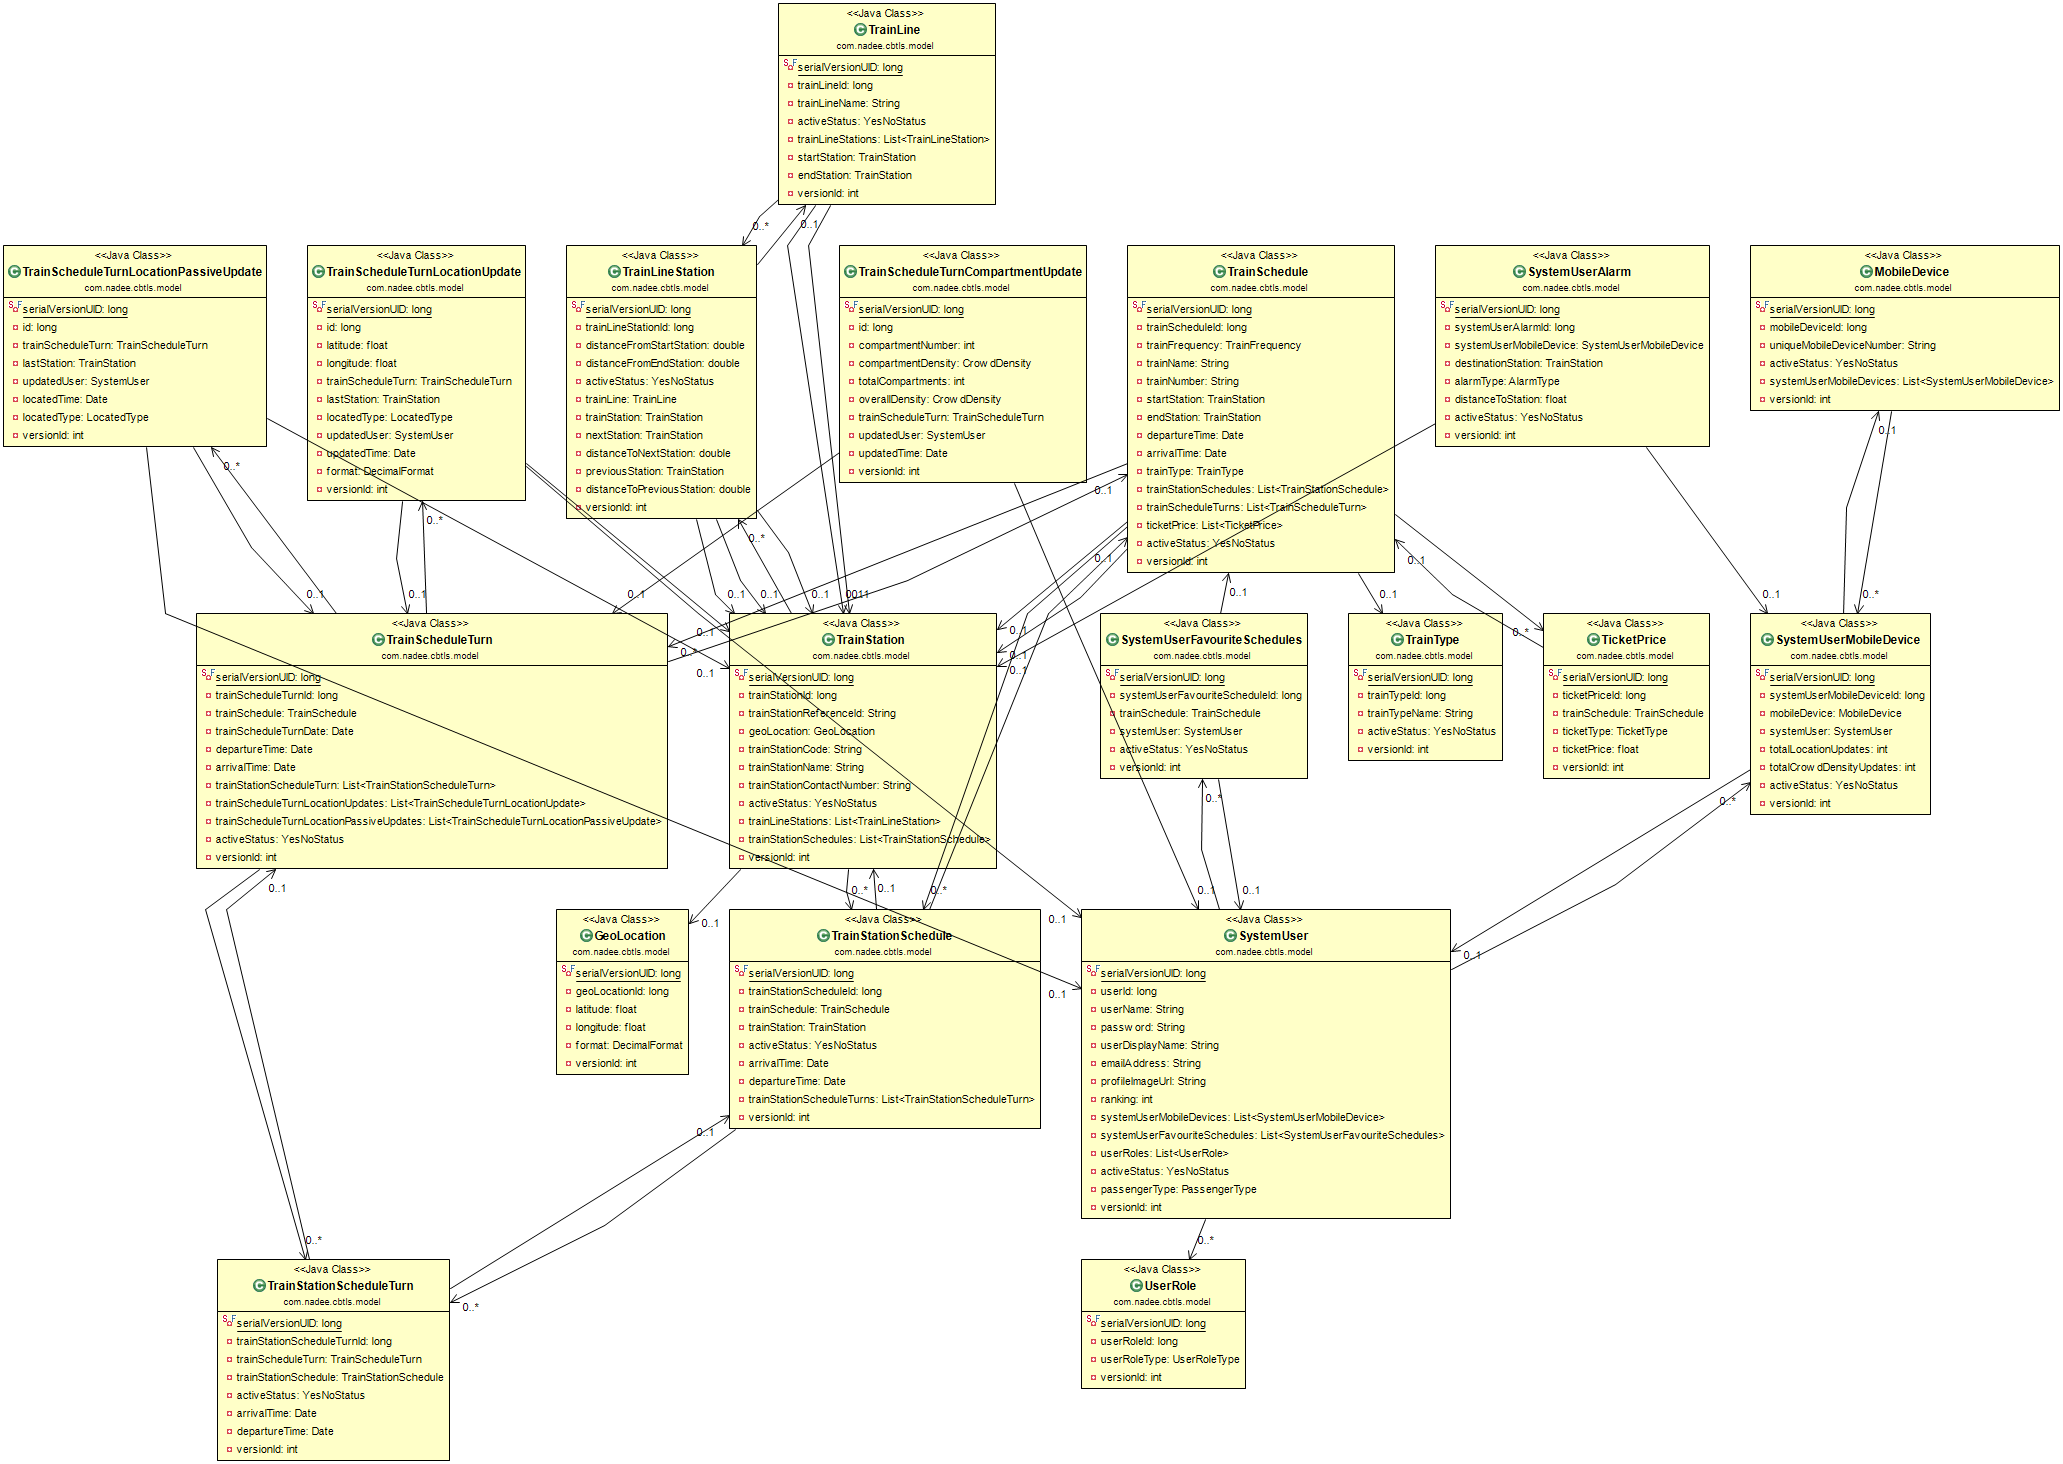 <<Java Class>>
TrainLine
com.nadee.cbtls.model
serialVersionUID: long
trainLineId: long
trainLineName: String
activeStatus: YesNoStatus
trainLineStations: List<TrainLineStation>
startStation: TrainStation
endStation: TrainStation
versionId: int
0..*
0..1
<<Java Class>>
TrainScheduleTurnLocationPassiveUpdate
com.nadee.cbtls.model
serialVersionUID: long
id: long
trainScheduleTurn: TrainScheduleTurn
lastStation: TrainStation
updatedUser: SystemUser
locatedTime: Date
locatedType: LocatedType
versionId: int
0..*
<<Java Class>>
TrainScheduleTurnLocationUpdate
com.nadee.cbtls.model
serialVersionUID: long
id: long
latitude: float
longitude: float
trainScheduleTurn: TrainScheduleTurn
lastStation: TrainStation
locatedType: LocatedType
updatedUser: SystemUser
updatedTime: Date
format: DecimalFormat
versionId: int
0..*
<<Java Class>>
TrainLineStation
com.nadee.cbtls.model
serialVersionUID: long
trainLineStationId: long
distanceFromStartStation: double
distanceFromEndStation: double
activeStatus: YesNoStatus
trainLine: TrainLine
trainStation: TrainStation
nextStation: TrainStation
distanceToNextStation: double
previousStation: TrainStation
distanceToPreviousStation: double
versionId: int
0..*
<<Java Class>>
TrainScheduleTurnCompartmentUpdate
com.nadee.cbtls.model
serialVersionUID: long
id: long
compartmentNumber: int
compartmentDensity: CrowdDensity
totalCompartments: int
overallDensity: CrowdDensity
trainScheduleTurn: TrainScheduleTurn
updatedUser: SystemUser
updatedTime: Date
versionId: int
<<Java Class>>
TrainSchedule
com.nadee.cbtls.model
serialVersionUID: long
trainScheduleId: long
trainFrequency: TrainFrequency
trainName: String
trainNumber: String
startStation: TrainStation
endStation: TrainStation
departureTime: Date
arrivalTime: Date
trainType: TrainType
trainStationSchedules: List<TrainStationSchedule>
trainScheduleTurns: List<TrainScheduleTurn>
ticketPrice: List<TicketPrice>
activeStatus: YesNoStatus
versionId: int
0..1
0..1
0..1
<<Java Class>>
SystemUserAlarm
com.nadee.cbtls.model
serialVersionUID: long
systemUserAlarmId: long
systemUserMobileDevice: SystemUserMobileDevice
destinationStation: TrainStation
alarmType: AlarmType
distanceToStation: float
activeStatus: YesNoStatus
versionId: int
<<Java Class>>
MobileDevice
com.nadee.cbtls.model
serialVersionUID: long
mobileDeviceId: long
uniqueMobileDeviceNumber: String
activeStatus: YesNoStatus
systemUserMobileDevices: List<SystemUserMobileDevice>
versionId: int
0..1
0..1
0..1
0..1
0..1
0..1
0..1
0..1
0..1
0..1
0..*
<<Java Class>>
TrainScheduleTurn
com.nadee.cbtls.model
serialVersionUID: long
trainScheduleTurnId: long
trainSchedule: TrainSchedule
trainScheduleTurnDate: Date
departureTime: Date
arrivalTime: Date
trainStationScheduleTurn: List<TrainStationScheduleTurn>
trainScheduleTurnLocationUpdates: List<TrainScheduleTurnLocationUpdate>
trainScheduleTurnLocationPassiveUpdates: List<TrainScheduleTurnLocationPassiveUpdate>
activeStatus: YesNoStatus
versionId: int
0..1
0..*
0..1
<<Java Class>>
TrainStation
com.nadee.cbtls.model
serialVersionUID: long
trainStationId: long
trainStationReferenceId: String
geoLocation: GeoLocation
trainStationCode: String
trainStationName: String
trainStationContactNumber: String
activeStatus: YesNoStatus
trainLineStations: List<TrainLineStation>
trainStationSchedules: List<TrainStationSchedule>
versionId: int
0..1
0..1
0..1
<<Java Class>>
SystemUserFavouriteSchedules
com.nadee.cbtls.model
serialVersionUID: long
systemUserFavouriteScheduleId: long
trainSchedule: TrainSchedule
systemUser: SystemUser
activeStatus: YesNoStatus
versionId: int
0..*
<<Java Class>>
TrainType
com.nadee.cbtls.model
serialVersionUID: long
trainTypeId: long
trainTypeName: String
activeStatus: YesNoStatus
versionId: int
0..*
<<Java Class>>
TicketPrice
com.nadee.cbtls.model
serialVersionUID: long
ticketPriceId: long
trainSchedule: TrainSchedule
ticketType: TicketType
ticketPrice: float
versionId: int
<<Java Class>>
SystemUserMobileDevice
com.nadee.cbtls.model
serialVersionUID: long
systemUserMobileDeviceId: long
mobileDevice: MobileDevice
systemUser: SystemUser
totalLocationUpdates: int
totalCrowdDensityUpdates: int
activeStatus: YesNoStatus
versionId: int
0..*
0..1
0..1
0..*
0..1
0..*
0..1
0..1
0..1
0..1
0..1
<<Java Class>>
GeoLocation
com.nadee.cbtls.model
serialVersionUID: long
geoLocationId: long
latitude: float
longitude: float
format: DecimalFormat
versionId: int
<<Java Class>>
TrainStationSchedule
com.nadee.cbtls.model
serialVersionUID: long
trainStationScheduleId: long
trainSchedule: TrainSchedule
trainStation: TrainStation
activeStatus: YesNoStatus
arrivalTime: Date
departureTime: Date
trainStationScheduleTurns: List<TrainStationScheduleTurn>
versionId: int
0..1
<<Java Class>>
SystemUser
com.nadee.cbtls.model
serialVersionUID: long
userId: long
userName: String
password: String
userDisplayName: String
emailAddress: String
profileImageUrl: String
ranking: int
systemUserMobileDevices: List<SystemUserMobileDevice>
systemUserFavouriteSchedules: List<SystemUserFavouriteSchedules>
userRoles: List<UserRole>
activeStatus: YesNoStatus
passengerType: PassengerType
versionId: int
0..*
0..*
0..*
<<Java Class>>
TrainStationScheduleTurn
com.nadee.cbtls.model
serialVersionUID: long
trainStationScheduleTurnId: long
trainScheduleTurn: TrainScheduleTurn
trainStationSchedule: TrainStationSchedule
activeStatus: YesNoStatus
arrivalTime: Date
departureTime: Date
versionId: int
<<Java Class>>
UserRole
com.nadee.cbtls.model
serialVersionUID: long
userRoleId: long
userRoleType: UserRoleType
versionId: int